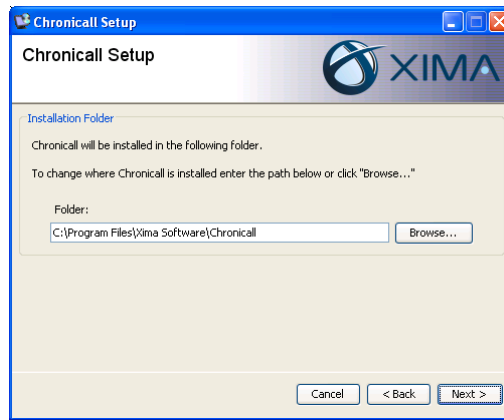 Chronicall Setup
Chronicall Setup
XIMA
Installation Folder
Chronicall will be installed in the following folder.
To change where Chronicall is installed enter the path below or click "Browse..."
Folder:
C:\Program Files\Xima Software\Chronicall
Browse...
Cancel
< Back
Next >